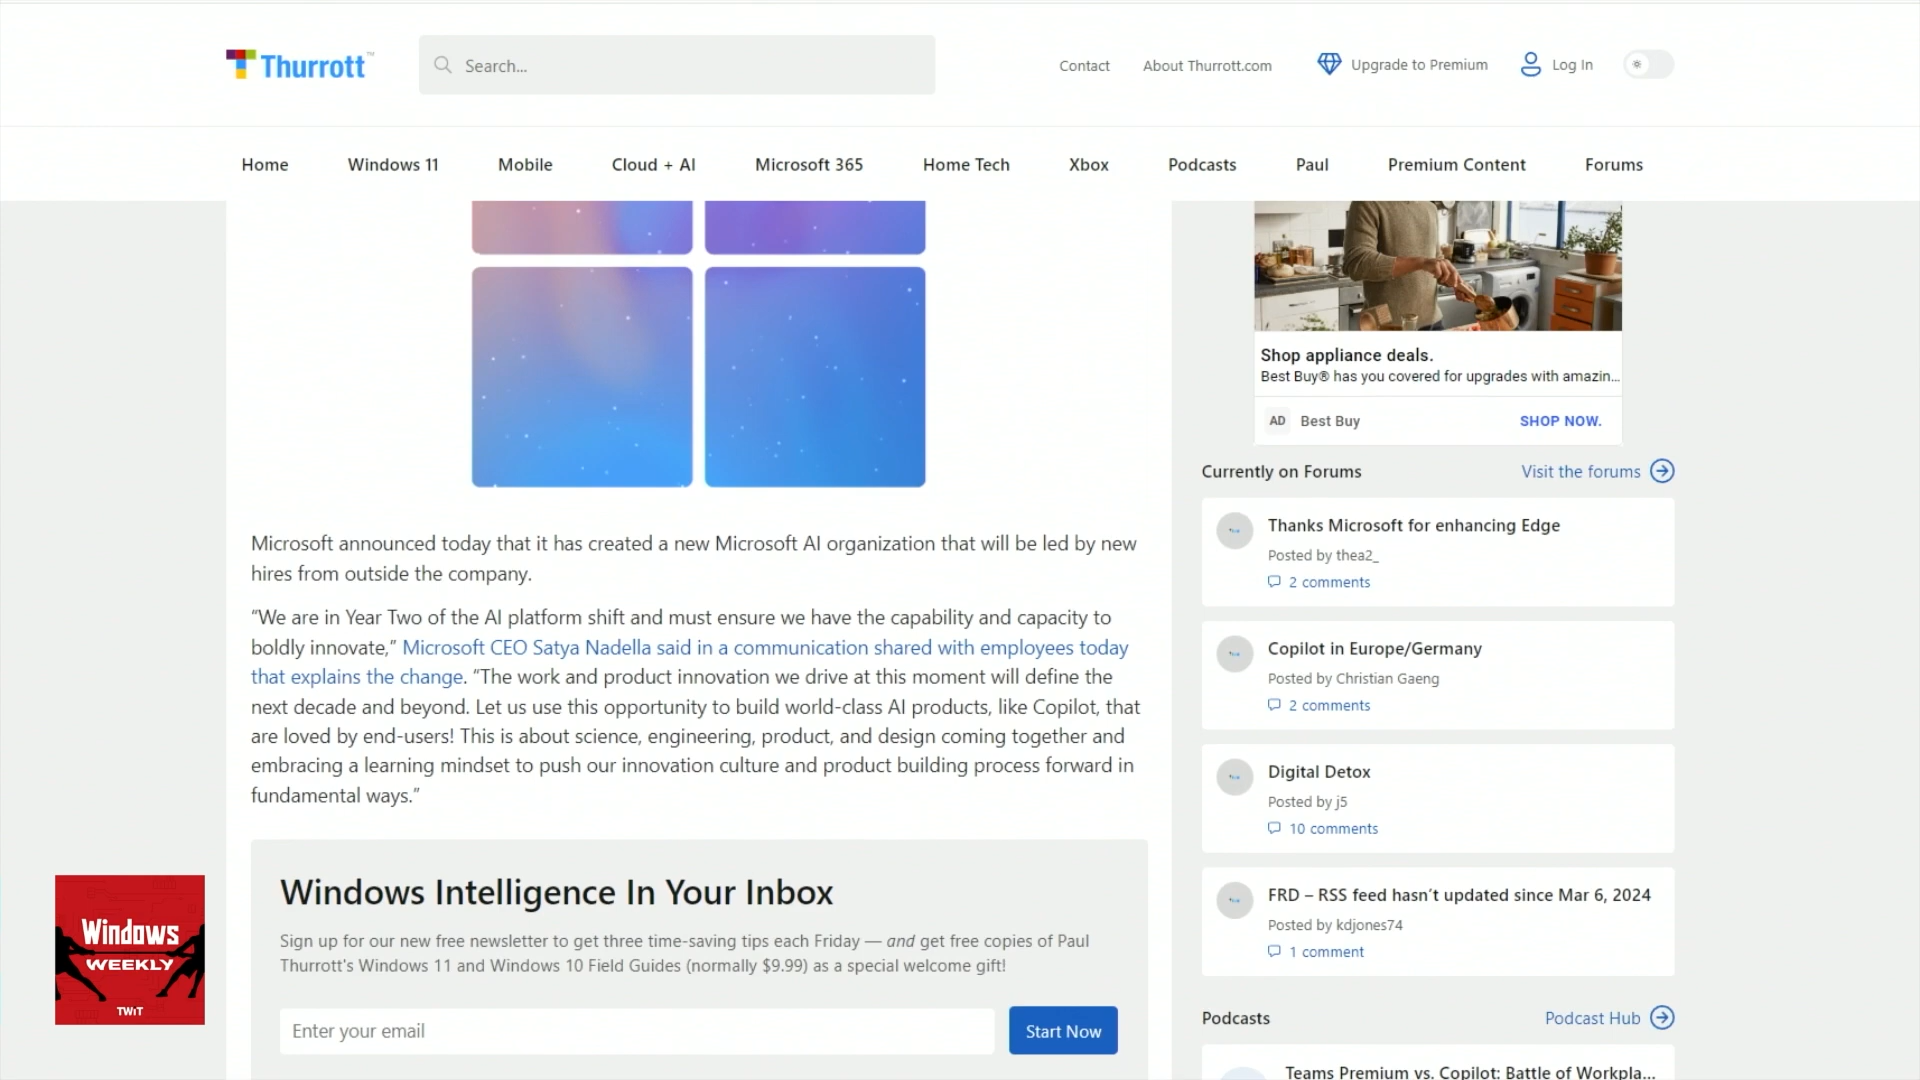 Thurrott™
Search...
Contact
About Thurrott.com
Upgrade to Premium
Log In
Home
Windows 11
Mobile
Cloud + AI
Microsoft 365
Home Tech
Xbox
Podcasts
Paul
Premium Content
Forums
Microsoft announced today that it has created a new Microsoft AI organization that will be led by new
hires from outside the company.
“We are in Year Two of the AI platform shift and must ensure we have the capability and capacity to
boldly innovate,” Microsoft CEO Satya Nadella said in a communication shared with employees today
that explains the change. “The work and product innovation we drive at this moment will define the
next decade and beyond. Let us use this opportunity to build world-class AI products, like Copilot, that
are loved by end-users! This is about science, engineering, product, and design coming together and
embracing a learning mindset to push our innovation culture and product building process forward in
fundamental ways.”
Windows Intelligence In Your Inbox
Sign up for our new free newsletter to get three time-saving tips each Friday — and get free copies of Paul
Thurrott's Windows 11 and Windows 10 Field Guides (normally $9.99) as a special welcome gift!
Enter your email
Start Now
Shop appliance deals.
Best Buy® has you covered for upgrades with amazin...
AD
Best Buy
SHOP NOW.
Currently on Forums
Visit the forums
Thanks Microsoft for enhancing Edge
Posted by thea2_
2 comments
Copilot in Europe/Germany
Posted by Christian Gaeng
2 comments
Digital Detox
Posted by j5
10 comments
FRD – RSS feed hasn’t updated since Mar 6, 2024
Posted by kdjones74
1 comment
Podcasts
Podcast Hub
Teams Premium vs. Copilot: Battle of Workpla...
Windows
WEEKLY
TWiT